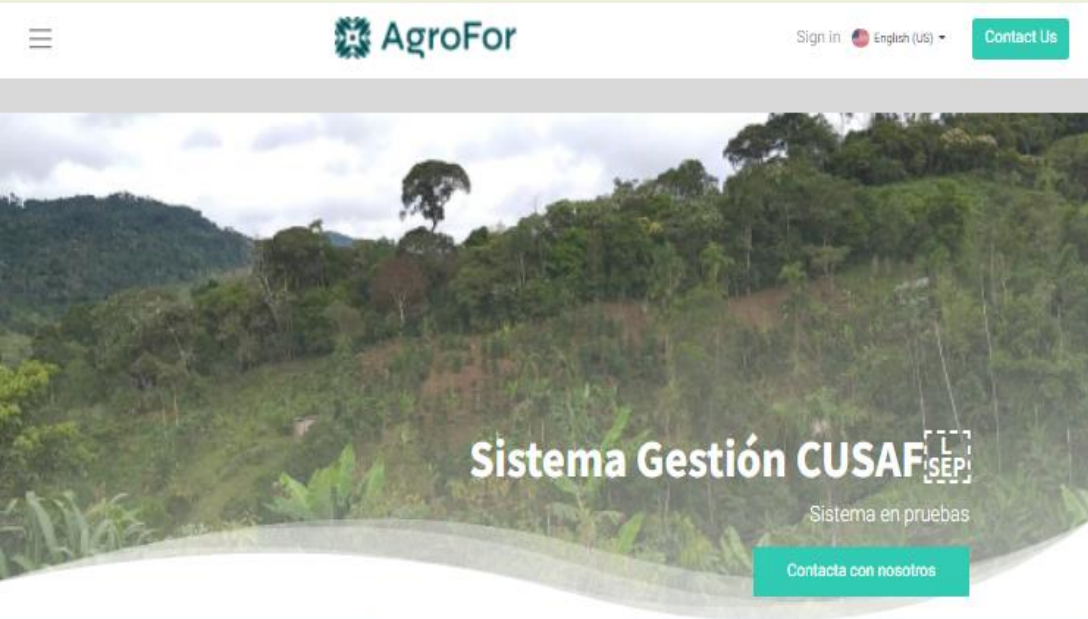 AgroFor
Sign in English (US)
Contact Us
Sistema Gestión CUSAF
L SEP
Sistema en pruebas
Contacta con nosotros